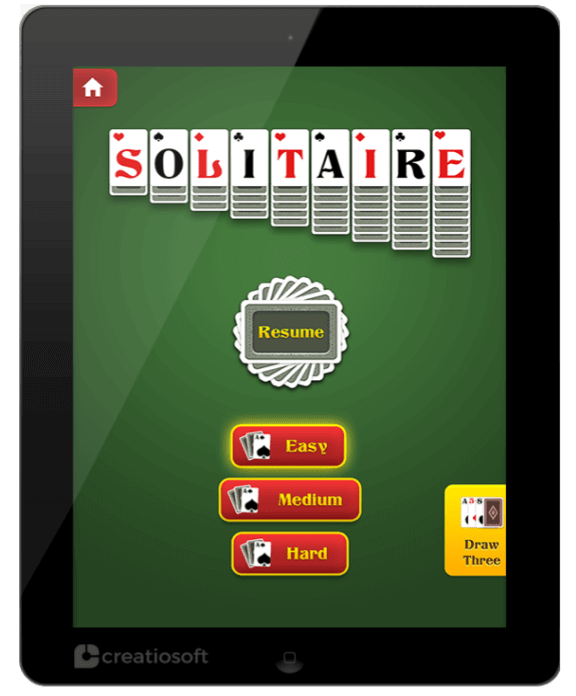 SOLITAIRE
Resume
Easy
Medium
Hard
Draw
Three
creatiosoft